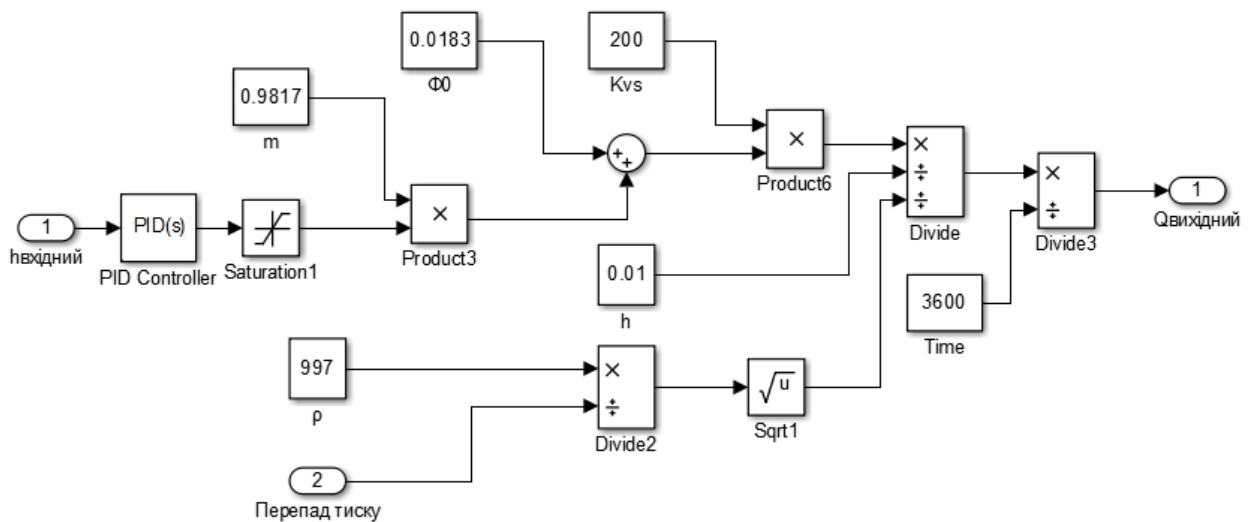 0.0183
Ф0
200
Kvs
0.9817
m
×
Product6
+
+
×
÷
÷
Divide
×
÷
Divide3
1
Qвихідний
1
hвхідний
PID(s)
PID Controller
Saturation1
×
Product3
0.01
h
3600
Time
997
ρ
×
÷
Divide2
√u
Sqrt1
2
Перепад тиску